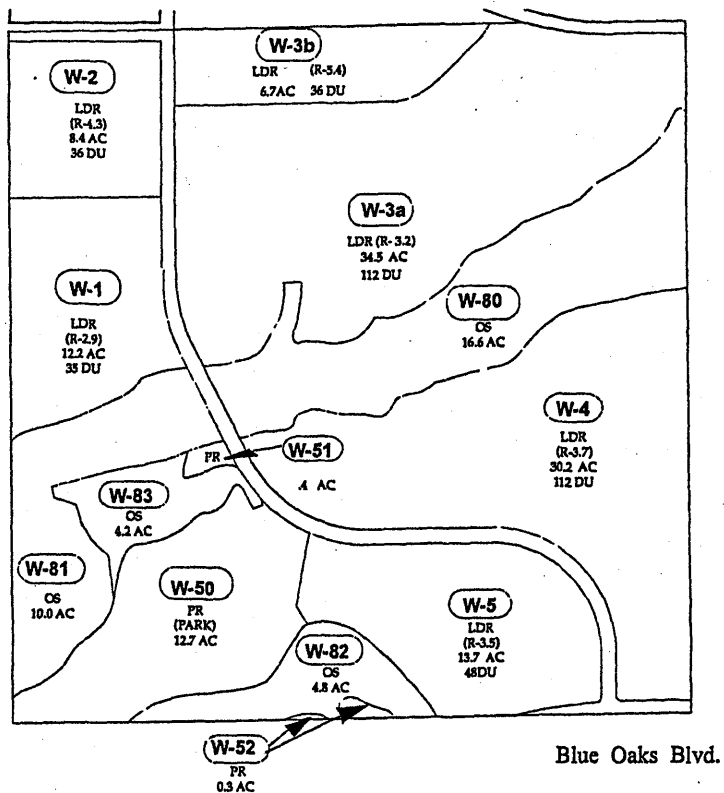 W-3b
LDR (R-5.4)
6.7AC 36 DU
W-2
LDR
(R-4.3)
8.4 AC
36 DU
W-3a
LDR (R- 3.2)
34.5 AC
112 DU
W-1
LDR
(R-2.9)
12.2 AC
35 DU
W-80
OS
16.6 AC
W-4
LDR
(R-3.7)
30.2 AC
112 DU
W-51
PR
.4 AC
W-83
OS
4.2 AC
W-81
OS
10.0 AC
W-50
PR
(PARK)
12.7 AC
W-5
LDR
(R-3.5)
13.7 AC
48DU
W-82
OS
4.8 AC
W-52
PR
0.3 AC
Blue Oaks Blvd.